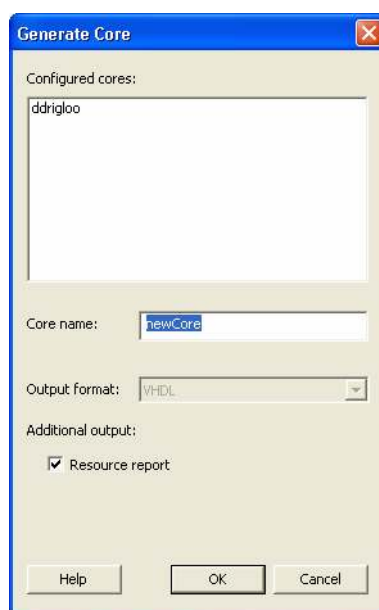 Generate Core
Configured cores:
ddrigloo
Core name: newCore
Output format: VHDL
Additional output:
Resource report
Help OK Cancel